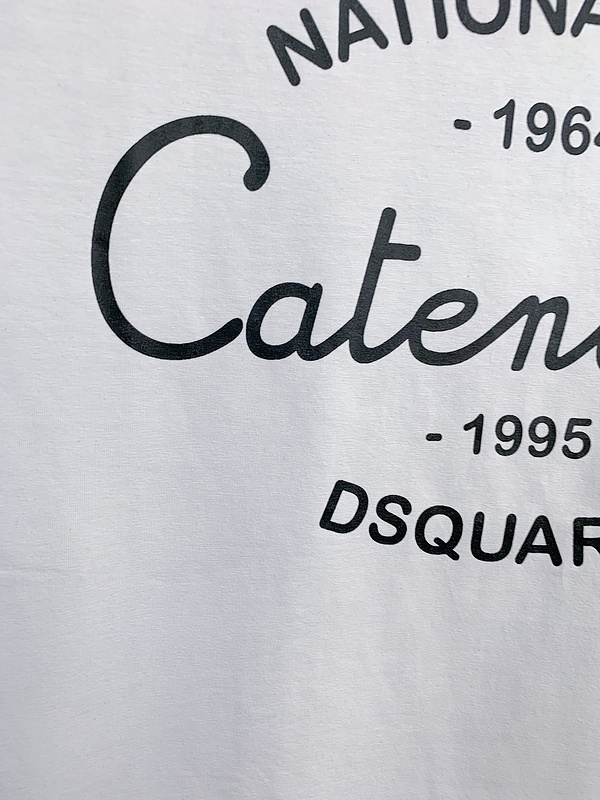 NATIONA
- 1964
Caten
- 1995
DSQUAR